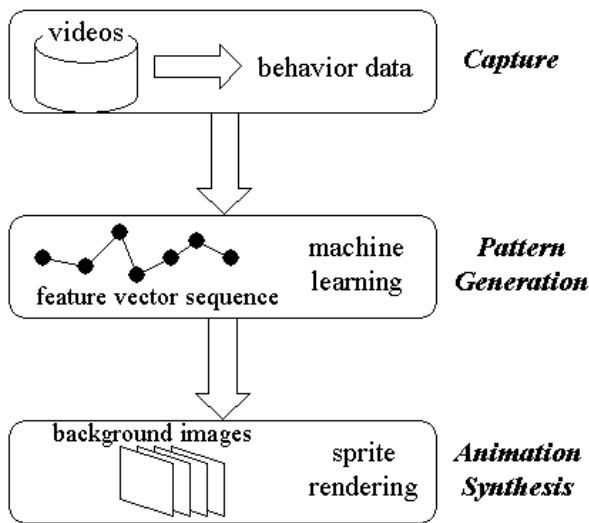 videos
behavior data
Capture
machine
learning
feature vector sequence
Pattern
Generation
background images
sprite
rendering
Animation
Synthesis